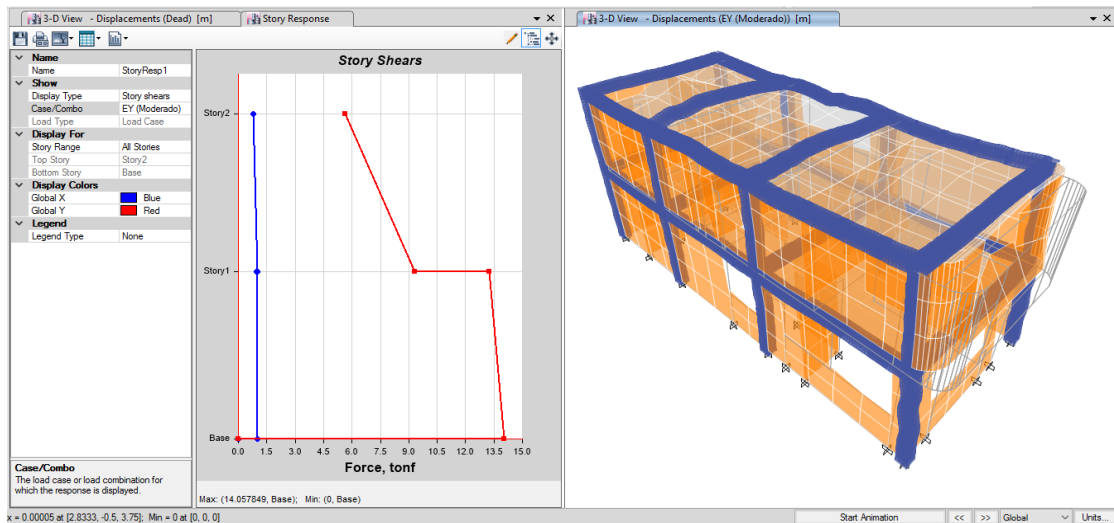 3-D View - Displacements (Dead) [m]
Story Response
Name
Name StoryResp1
Show
Display Type Story shears
Case/Combo EY (Moderado)
Load Type Load Case
Display For
Story Range All Stories
Top Story Story2
Bottom Story Base
Display Colors
Global X Blue
Global Y Red
Legend
Legend Type None
Case/Combo
The load case or load combination for
which the response is displayed.
Story Shears
Story2
Story1
Base
0.0 1.5 3.0 4.5 6.0 7.5 9.0 10.5 12.0 13.5 15.0
Force, tonf
Max: (14.057849, Base); Min: (0, Base)
3-D View - Displacements (EY (Moderado)) [m]
x = 0.00005 at [2.8333, -0.5, 3.75]; Min = 0 at [0, 0, 0]
Start Animation
<< >> Global Units...